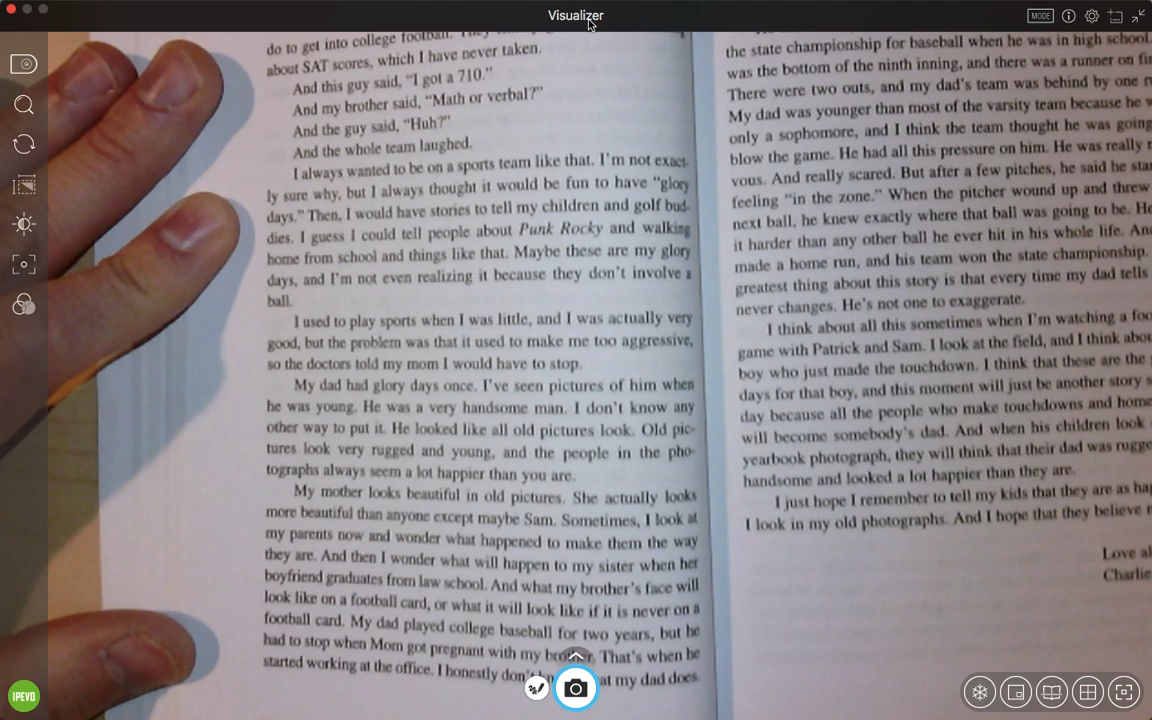 Visualizer
MODE
do to get into college football. They
about SAT scores, which I have never taken.
And this guy said, "I got a 710."
And my brother said, "Math or verbal?"
And the guy said, "Huh?"
And the whole team laughed.
I always wanted to be on a sports team like that. I'm not exact-
ly sure why, but I always thought it would be fun to have "glory
days." Then, I would have stories to tell my children and golf bud-
dies. I guess I could tell people about Punk Rocky and walking
home from school and things like that. Maybe these are my glory
days, and I'm not even realizing it because they don't involve a
ball.
I used to play sports when I was little, and I was actually very
good, but the problem was that it used to make me too aggressive,
so the doctors told my mom I would have to stop.
My dad had glory days once. I've seen pictures of him when
he was young. He was a very handsome man. I don't know any
other way to put it. He looked like all old pictures look. Old pic-
tures look very rugged and young, and the people in the pho-
tographs always seem a lot happier than you are.
My mother looks beautiful in old pictures. She actually looks
more beautiful than anyone except maybe Sam. Sometimes, I look at
my parents now and wonder what happened to make them the way
they are. And then I wonder what will happen to my sister when her
boyfriend graduates from law school. And what my brother's face will
look like on a football card, or what it will look like if it is never on a
football card. My dad played college baseball for two years, but he
had to stop when Mom got pregnant with my brother. That's when he
started working at the office. I honestly don't at my dad does.
the state championship for baseball when he was in high school.
was the bottom of the ninth inning, and there was a runner on
There were two outs, and my dad's team was behind by one
My dad was younger than most of the varsity team because he
only a sophomore, and I think the team thought he was going
blow the game. He had all this pressure on him. He was really
vous. And really scared. But after a few pitches, he said he
feeling "in the zone." When the pitcher wound up and threw
next ball, he knew exactly where that ball was going to be. He
it harder than any other ball he ever hit in his whole life. And
made a home run, and his team won the state championship.
greatest thing about this story is that every time my dad tells
never changes. He's not one to exaggerate.
I think about all this sometimes when I'm watching a
game with Patrick and Sam. I look at the field, and I think
boy who just made the touchdown. I think that these are the
days for that boy, and this moment will just be another story
day because all the people who make touchdowns and home
will become somebody's dad. And when his children look
yearbook photograph, they will think that their dad was
handsome and looked a lot happier than they are.
I just hope I remember to tell my kids that they are as
I look in my old photographs. And I hope that they believe
Love
Charlie
IPEVO